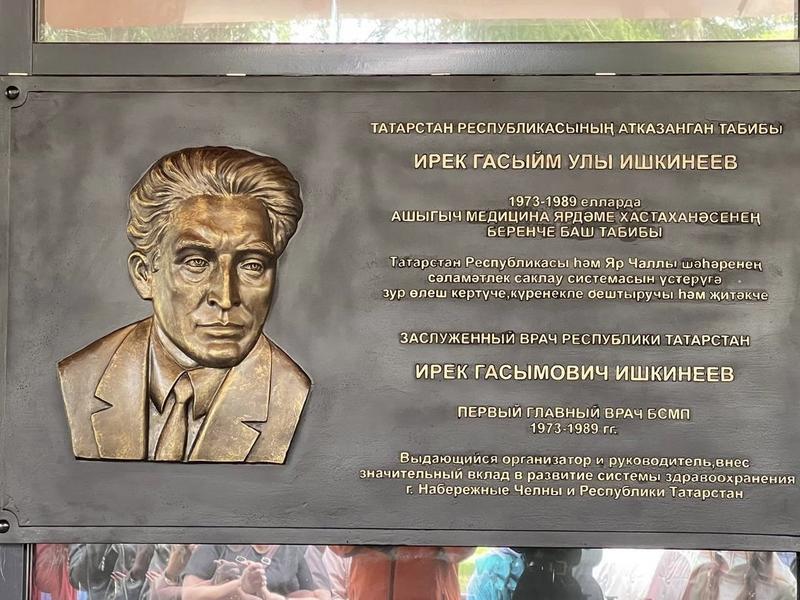 ТАТАРСТАН РЕСПУБЛИКАСЫНЫҢ АТКАЗАНГАН ТАБИБЫ
ИРЕК ГАСЫЙМ УЛЫ ИШКИНЕЕВ
1973-1989 елларда
АШЫГЫЧ МЕДИЦИНА ЯРДӘМЕ ХАСТАХАНӘСЕНЕҢ
БЕРЕНЧЕ БАШ ТАБИБЫ
Татарстан Республикасы һәм Яр Чаллы шәһәренең
сәламәтлек саклау системасын үстерүгә
зур өлеш кертүче,күренекле оештыручы һәм җитәкче
ЗАСЛУЖЕННЫЙ ВРАЧ РЕСПУБЛИКИ ТАТАРСТАН
ИРЕК ГАСЫМОВИЧ ИШКИНЕЕВ
ПЕРВЫЙ ГЛАВНЫЙ ВРАЧ БСМП
1973-1989 гг.
Выдающийся организатор и руководитель,внес
значительный вклад в развитие системы здравоохранения
г. Набережные Челны и Республики Татарстан